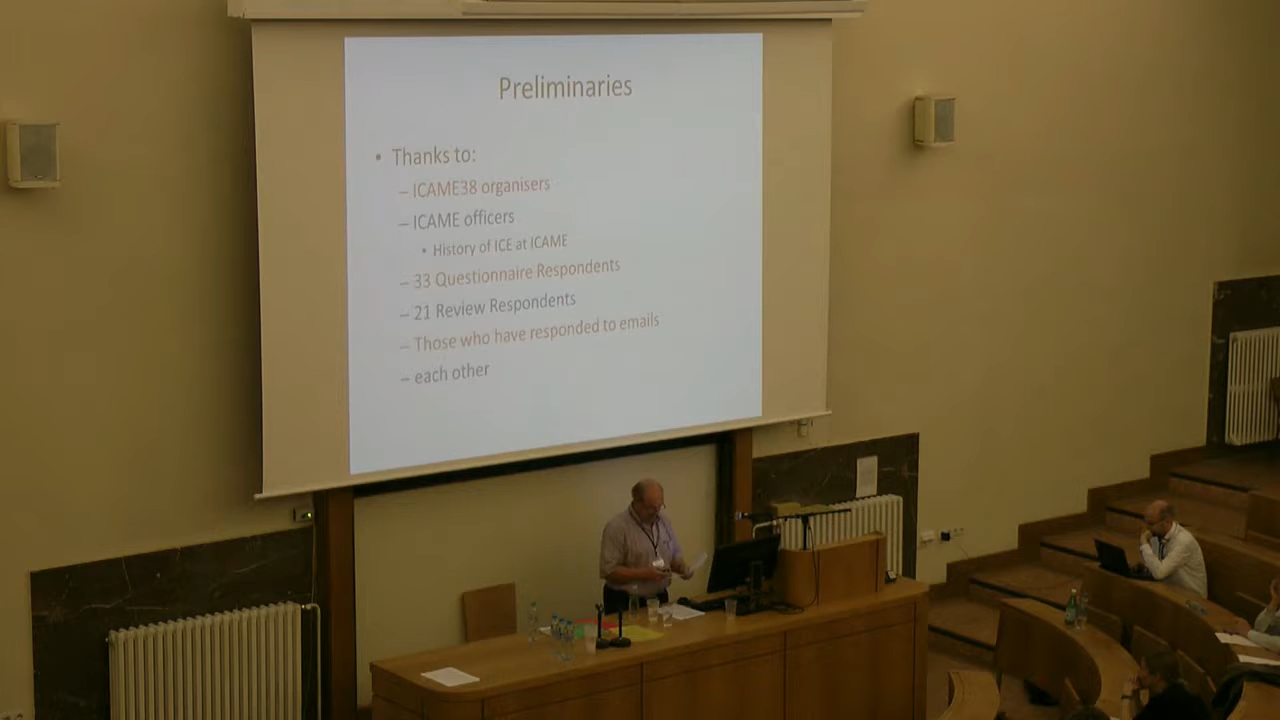 Preliminaries
• Thanks to:
– ICAME38 organisers
– ICAME officers
• History of ICE at ICAME
– 33 Questionnaire Respondents
– 21 Review Respondents
– Those who have responded to emails
– each other